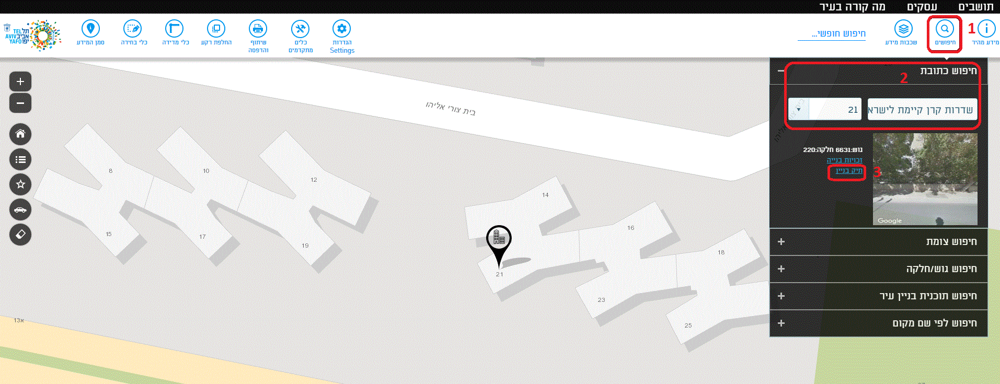 תושבים
עסקים
מה קורה בעיר
מידע מהיר
1
חיפושים
שכבות מידע
חיפוש חופשי...
הגדרות
Settings
כלים
מתקדמים
שיתוף
והדפסה
החלפת רקע
כלי מדידה
כלי בחירה
סמן המידע
תל
אביב
יפו
TEL
AVIV
YAFO
חיפוש כתובת
2
שדרות קרן קיימת לישרא
21
גוש:6631 חלקה:220
זכויות בנייה
תיק בניין
3
Google
חיפוש צומת
חיפוש גוש/חלקה
חיפוש תוכנית בניין עיר
חיפוש לפי שם מקום
בית צורי אליהו
8
10
12
14
16
18
15
17
19
21
23
25
13א